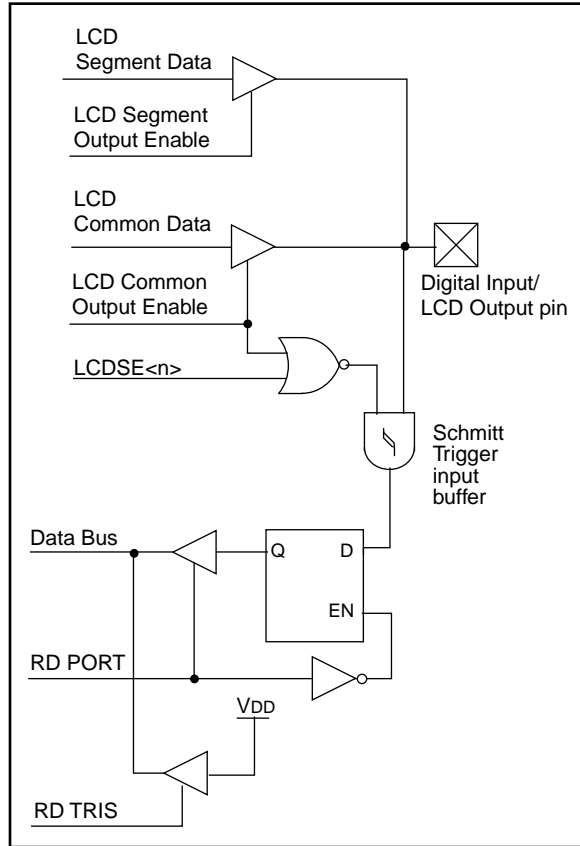 LCD
Segment Data
LCD Segment
Output Enable
LCD
Common Data
LCD Common
Output Enable
Digital Input/
LCD Output pin
LCDSE<n>
Schmitt
Trigger
input
buffer
Data Bus
Q
D
EN
RD PORT
VDD
RD TRIS